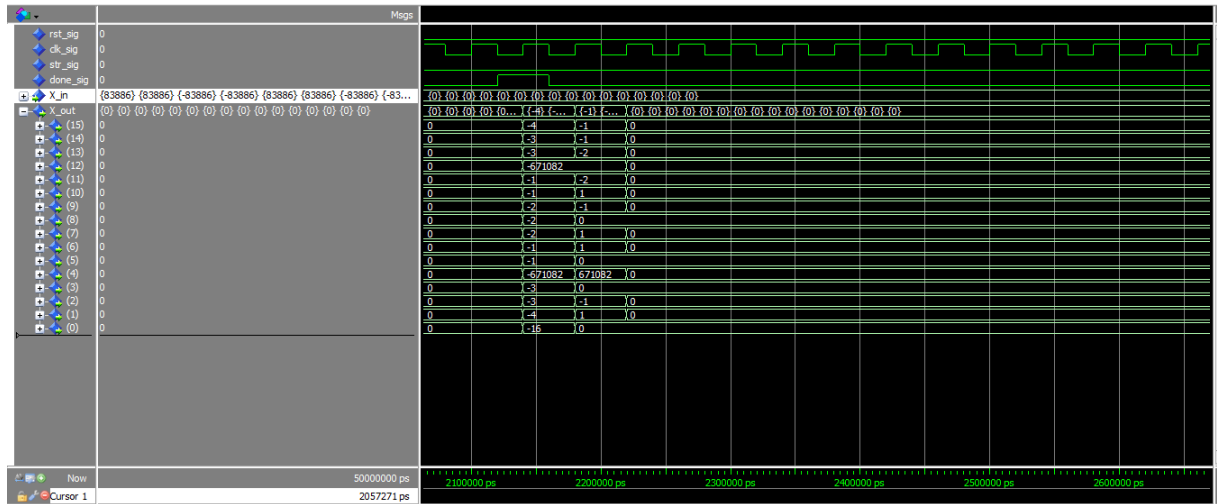 Msgs
rst_sig 0
clk_sig 0
str_sig 0
done_sig 0
X_in {83886} {83886} {-83886} {-83886} {83886} {83886} {-83886} {-83... {0} {0} {0} {0} {0} {0} {0} {0} {0} {0} {0} {0} {0} {0} {0} {0}
X_out {0} {0} {0} {0} {0} {0} {0} {0} {0} {0} {0} {0} {0} {0} {0} {0} {0} {0} {0} {0} {0... {-4} {-... {-1} {-... {0} {0} {0} {0} {0} {0} {0} {0} {0} {0} {0} {0} {0} {0} {0} {0}
(15) 0 0 -4 -1 0
(14) 0 0 -3 -1 0
(13) 0 0 -3 -2 0
(12) 0 0 -671082 0
(11) 0 0 -1 -2 0
(10) 0 0 -1 1 0
(9) 0 0 -2 -1 0
(8) 0 0 -2 0
(7) 0 0 -2 1 0
(6) 0 0 -1 1 0
(5) 0 0 -1 0
(4) 0 0 -671082 671082 0
(3) 0 0 -3 0
(2) 0 0 -3 -1 0
(1) 0 0 -4 1 0
(0) 0 0 -16 0
Now 50000000 ps 2100000 ps 2200000 ps 2300000 ps 2400000 ps 2500000 ps 2600000 ps
Cursor 1 2057271 ps